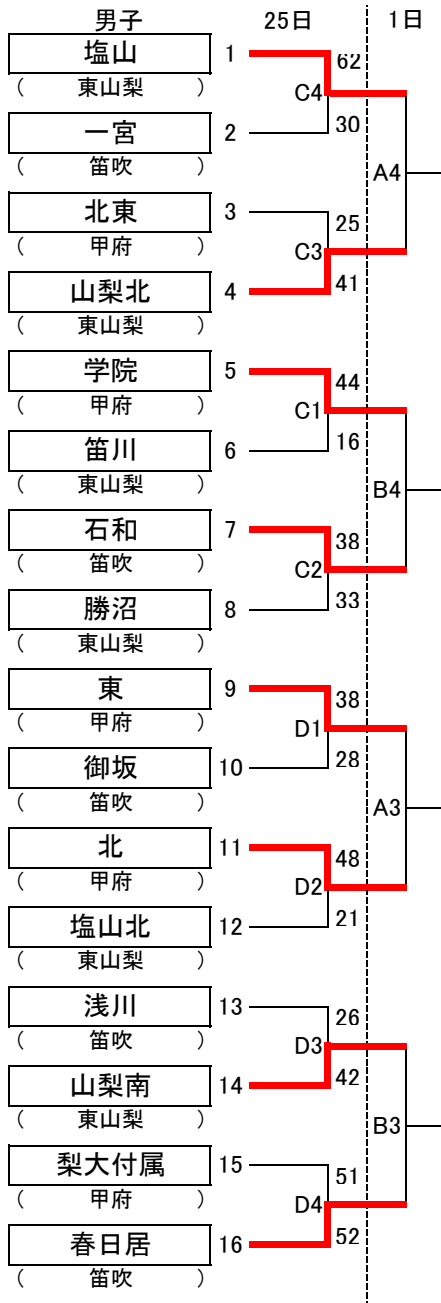 男子 25日 1日
塩山 1 62
( 東山梨 )
C4
一宮 2 30
( 笛吹 )
A4
北東 3 25
( 甲府 )
C3
山梨北 4 41
( 東山梨 )
学院 5 44
( 甲府 )
C1
笛川 6 16
( 東山梨 )
B4
石和 7 38
( 笛吹 )
C2
勝沼 8 33
( 東山梨 )
東 9 38
( 甲府 )
D1
御坂 10 28
( 笛吹 )
A3
北 11 48
( 甲府 )
D2
塩山北 12 21
( 東山梨 )
浅川 13 26
( 笛吹 )
D3
山梨南 14 42
( 東山梨 )
B3
梨大付属 15 51
( 甲府 )
D4
春日居 16 52
( 笛吹 )